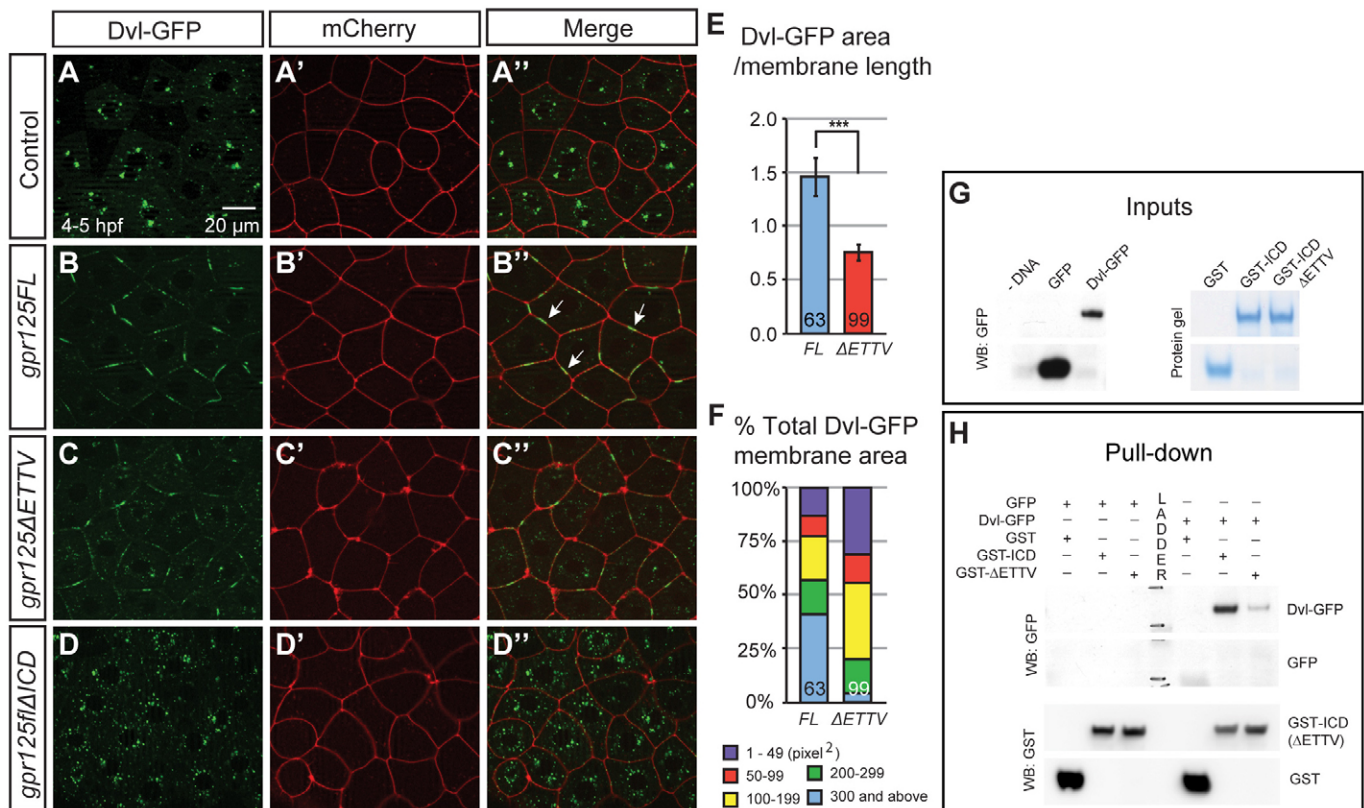 Dvl-GFP
mCherry
Merge
Control
A
4-5 hpf
20 µm
A'
A''
gpr125FL
B
B'
B''
gpr125ΔETTV
C
C'
C''
gpr125flΔICD
D
D'
D''
E
Dvl-GFP area
/membrane length
***
2.0
1.5
1.0
0.5
0.0
63
99
FL
ΔETTV
F
% Total Dvl-GFP
membrane area
100%
75%
50%
25%
0%
63
99
FL
ΔETTV
1 - 49 (pixel²)
50-99
200-299
100-199
300 and above
G
Inputs
- DNA
GFP
Dvl-GFP
WB: GFP
GST
GST-ICD
GST-ICD
ΔETTV
Protein gel
H
Pull-down
GFP + + + – – –
Dvl-GFP – – – + + +
GST + – – + – –
GST-ICD – + – – + –
GST-ΔETTV – – + – – +
LADDER
WB: GFP
Dvl-GFP
GFP
WB: GST
GST-ICD
(ΔETTV)
GST